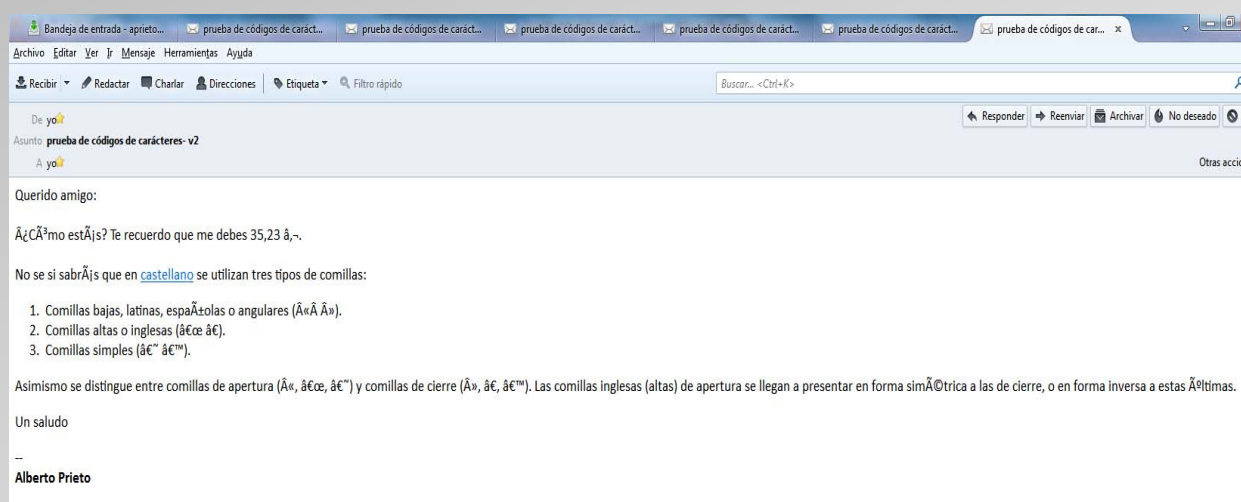 Bandeja de entrada - aprieto... prueba de códigos de caráct... prueba de códigos de caráct... prueba de códigos de caráct... prueba de códigos de caráct... prueba de códigos de caráct... prueba de códigos de car... x
Archivo Editar Ver Ir Mensaje Herramientas Ayuda
Recibir Redactar Charlar Direcciones Etiqueta Filtro rápido Buscar... <Ctrl+K>
De yo Responder Reenviar Archivar No deseado
Asunto prueba de códigos de carácteres- v2
A yo Otras accio
Querido amigo:
Â¿CÃ³mo estÃ¡s? Te recuerdo que me debes 35,23 â‚¬.
No se si sabrÃ¡s que en castellano se utilizan tres tipos de comillas:
1. Comillas bajas, latinas, espaÃ±olas o angulares (Â«Â Â»).
2. Comillas altas o inglesas (â€œ â€).
3. Comillas simples (â€˜ â€™).
Asimismo se distingue entre comillas de apertura (Â«, â€œ, â€˜) y comillas de cierre (Â», â€, â€™). Las comillas inglesas (altas) de apertura se llegan a presentar en forma simÃ©trica a las de cierre, o en forma inversa a estas Ãºltimas.
Un saludo
--
Alberto Prieto